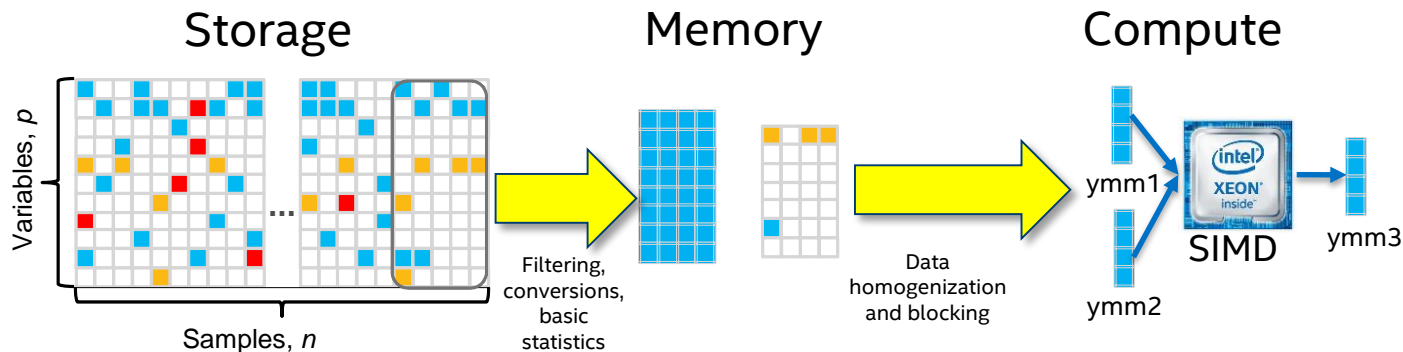 Storage
Memory
Compute
Variables, p
...
Samples, n
Filtering,
conversions,
basic
statistics
Data
homogenization
and blocking
ymm1
ymm2
intel
XEON®
inside™
SIMD
ymm3